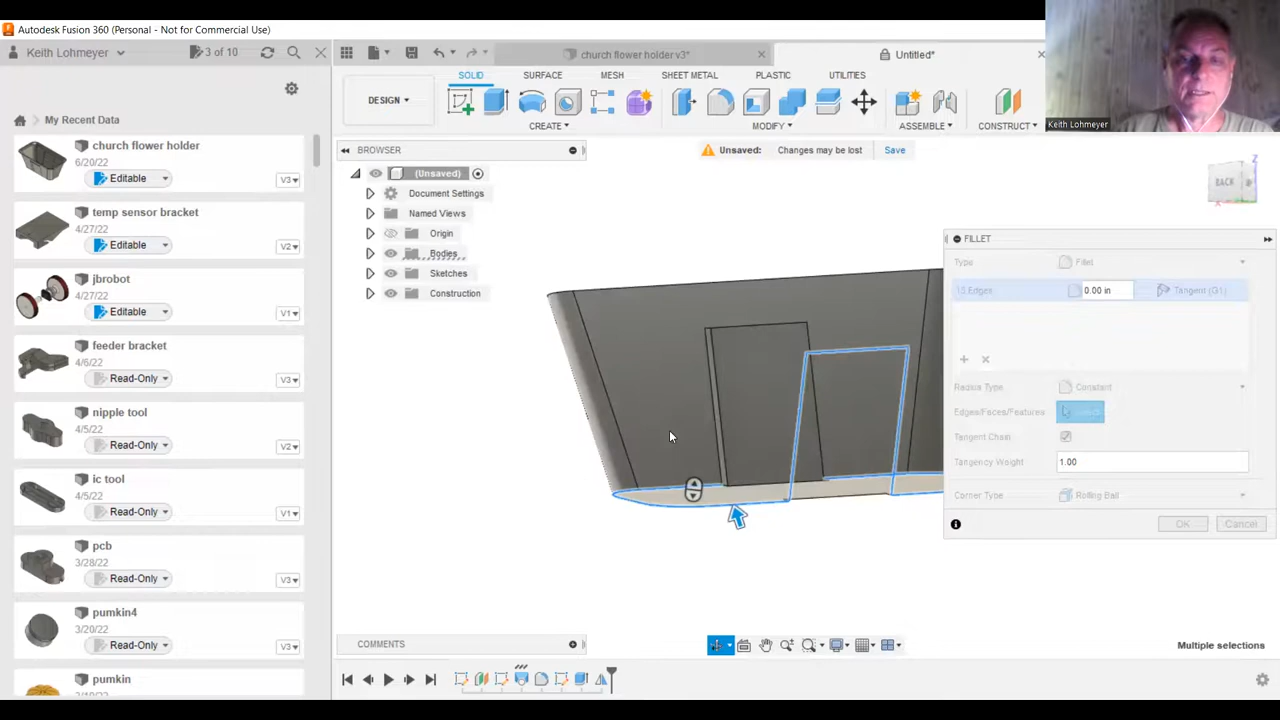 Autodesk Fusion 360 (Personal - Not for Commercial Use)
Keith Lohmeyer
3 of 10
church flower holder v3*
Untitled*
DESIGN
SOLID
SURFACE
MESH
SHEET METAL
PLASTIC
UTILITIES
CREATE
MODIFY
ASSEMBLE
CONSTRUCT
Keith Lohmeyer
My Recent Data
church flower holder
6/20/22
Editable
V3
temp sensor bracket
4/27/22
Editable
V2
jbrobot
4/27/22
Editable
V1
feeder bracket
4/6/22
Read-Only
V3
nipple tool
4/5/22
Read-Only
V2
ic tool
4/5/22
Read-Only
V1
pcb
3/28/22
Read-Only
V3
pumkin4
3/20/22
Read-Only
V3
pumkin
BROWSER
(Unsaved)
Document Settings
Named Views
Origin
Bodies
Sketches
Construction
Unsaved:
Changes may be lost
Save
BACK
Z
FILLET
Type
Fillet
Edges
0.00 in
Tangent (G1)
Radius Type
Constant
Edges/Faces/Features
Select
Tangent Chain
Tangency Weight
1.00
Corner Type
Rolling Ball
OK
Cancel
COMMENTS
Multiple selections